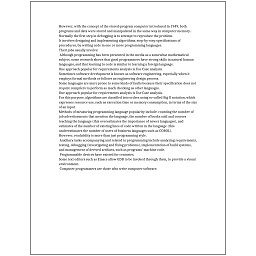 However, with the concept of the stored-program computer introduced in 1949, both
programs and data were stored and manipulated in the same way in computer memory.
Normally the first step in debugging is to attempt to reproduce the problem.
It involves designing and implementing algorithms, step-by-step specifications of
procedures, by writing code in one or more programming languages.
Their jobs usually involve:
Although programming has been presented in the media as a somewhat mathematical
subject, some research shows that good programmers have strong skills in natural human
languages, and that learning to code is similar to learning a foreign language.
One approach popular for requirements analysis is Use Case analysis.
Sometimes software development is known as software engineering, especially when it
employs formal methods or follows an engineering design process.
Some languages are more prone to some kinds of faults because their specification does not
require compilers to perform as much checking as other languages.
One approach popular for requirements analysis is Use Case analysis.
For this purpose, algorithms are classified into orders using so-called Big O notation, which
expresses resource use, such as execution time or memory consumption, in terms of the size
of an input.
Methods of measuring programming language popularity include: counting the number of
job advertisements that mention the language, the number of books sold and courses
teaching the language (this overestimates the importance of newer languages), and
estimates of the number of existing lines of code written in the language (this
underestimates the number of users of business languages such as COBOL).
However, readability is more than just programming style.
Auxiliary tasks accompanying and related to programming include analyzing requirements,
testing, debugging (investigating and fixing problems), implementation of build systems,
and management of derived artifacts, such as programs' machine code.
Programmable devices have existed for centuries.
Some text editors such as Emacs allow GDB to be invoked through them, to provide a visual
environment.
Computer programmers are those who write computer software.